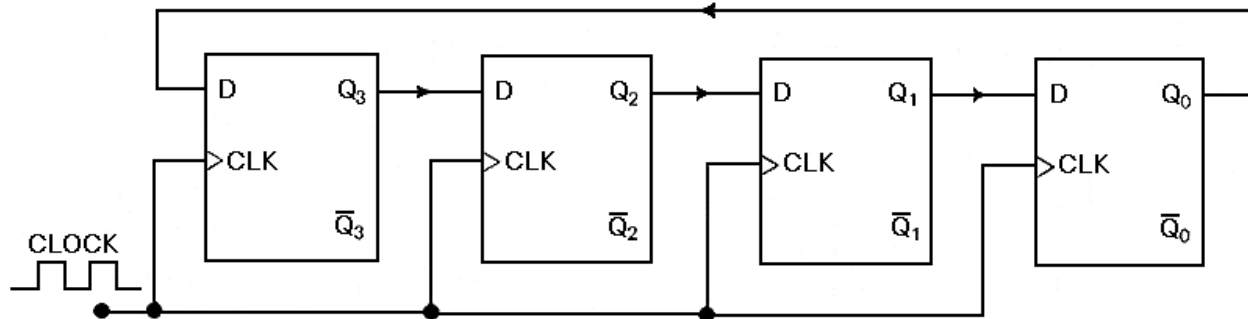 D Q₃ D Q₂ D Q₁ D Q₀
CLK CLK CLK CLK
Q̅₃ Q̅₂ Q̅₁ Q̅₀
CLOCK